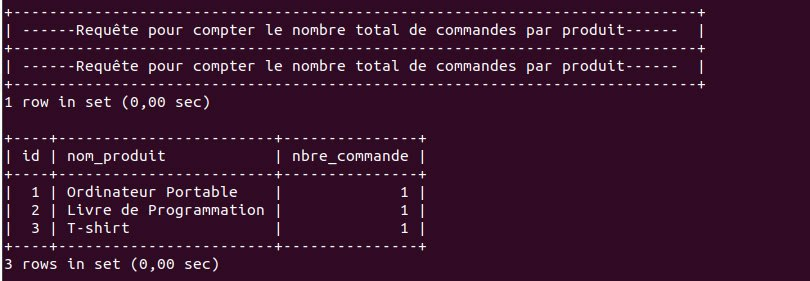 +----------------------------------------------------------------------------+
| ------Requête pour compter le nombre total de commandes par produit------  |
+----------------------------------------------------------------------------+
| ------Requête pour compter le nombre total de commandes par produit------  |
+----------------------------------------------------------------------------+
1 row in set (0,00 sec)

+----+------------------------+---------------+
| id | nom_produit            | nbre_commande |
+----+------------------------+---------------+
|  1 | Ordinateur Portable    |             1 |
|  2 | Livre de Programmation |             1 |
|  3 | T-shirt                |             1 |
+----+------------------------+---------------+
3 rows in set (0,00 sec)